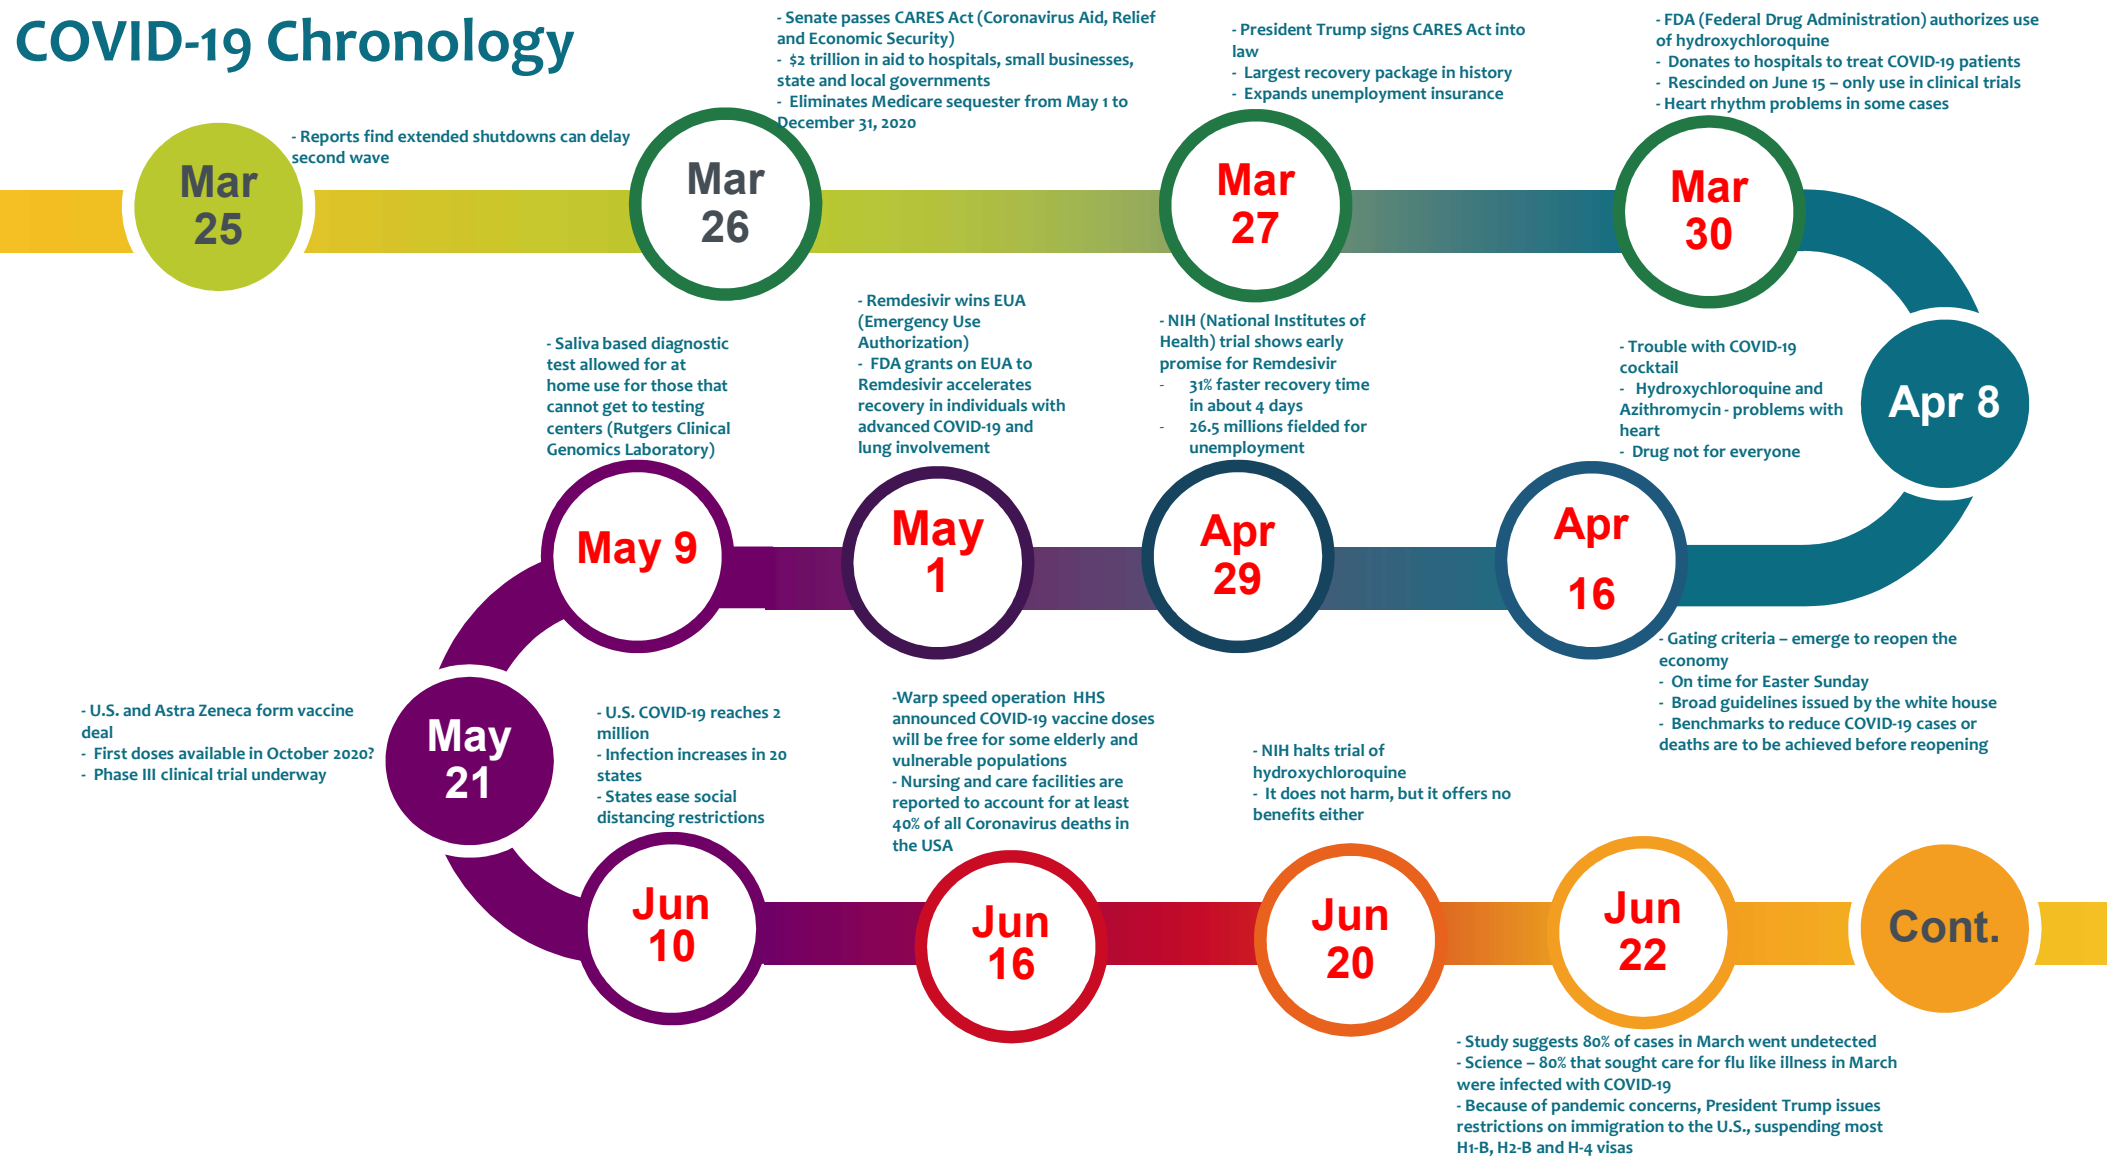 COVID-19 Chronology
Mar
25
- Reports find extended shutdowns can delay
second wave
Mar
26
- Senate passes CARES Act (Coronavirus Aid, Relief
and Economic Security)
- $2 trillion in aid to hospitals, small businesses,
state and local governments
- Eliminates Medicare sequester from May 1 to
December 31, 2020
Mar
27
- President Trump signs CARES Act into
law
- Largest recovery package in history
- Expands unemployment insurance
Mar
30
- FDA (Federal Drug Administration) authorizes use
of hydroxychloroquine
- Donates to hospitals to treat COVID-19 patients
- Rescinded on June 15 – only use in clinical trials
- Heart rhythm problems in some cases
Apr 8
- Trouble with COVID-19
cocktail
- Hydroxychloroquine and
Azithromycin - problems with
heart
- Drug not for everyone
Apr
16
- Gating criteria – emerge to reopen the
economy
- On time for Easter Sunday
- Broad guidelines issued by the white house
- Benchmarks to reduce COVID-19 cases or
deaths are to be achieved before reopening
Apr
29
- NIH (National Institutes of
Health) trial shows early
promise for Remdesivir
- 31% faster recovery time
in about 4 days
- 26.5 millions fielded for
unemployment
May
1
- Remdesivir wins EUA
(Emergency Use
Authorization)
- FDA grants on EUA to
Remdesivir accelerates
recovery in individuals with
advanced COVID-19 and
lung involvement
May 9
- Saliva based diagnostic
test allowed for at
home use for those that
cannot get to testing
centers (Rutgers Clinical
Genomics Laboratory)
May
21
- U.S. and Astra Zeneca form vaccine
deal
- First doses available in October 2020?
- Phase III clinical trial underway
Jun
10
- U.S. COVID-19 reaches 2
million
- Infection increases in 20
states
- States ease social
distancing restrictions
Jun
16
-Warp speed operation HHS
announced COVID-19 vaccine doses
will be free for some elderly and
vulnerable populations
- Nursing and care facilities are
reported to account for at least
40% of all Coronavirus deaths in
the USA
Jun
20
- NIH halts trial of
hydroxychloroquine
- It does not harm, but it offers no
benefits either
Jun
22
- Study suggests 80% of cases in March went undetected
- Science – 80% that sought care for flu like illness in March
were infected with COVID-19
- Because of pandemic concerns, President Trump issues
restrictions on immigration to the U.S., suspending most
H1-B, H2-B and H-4 visas
Cont.